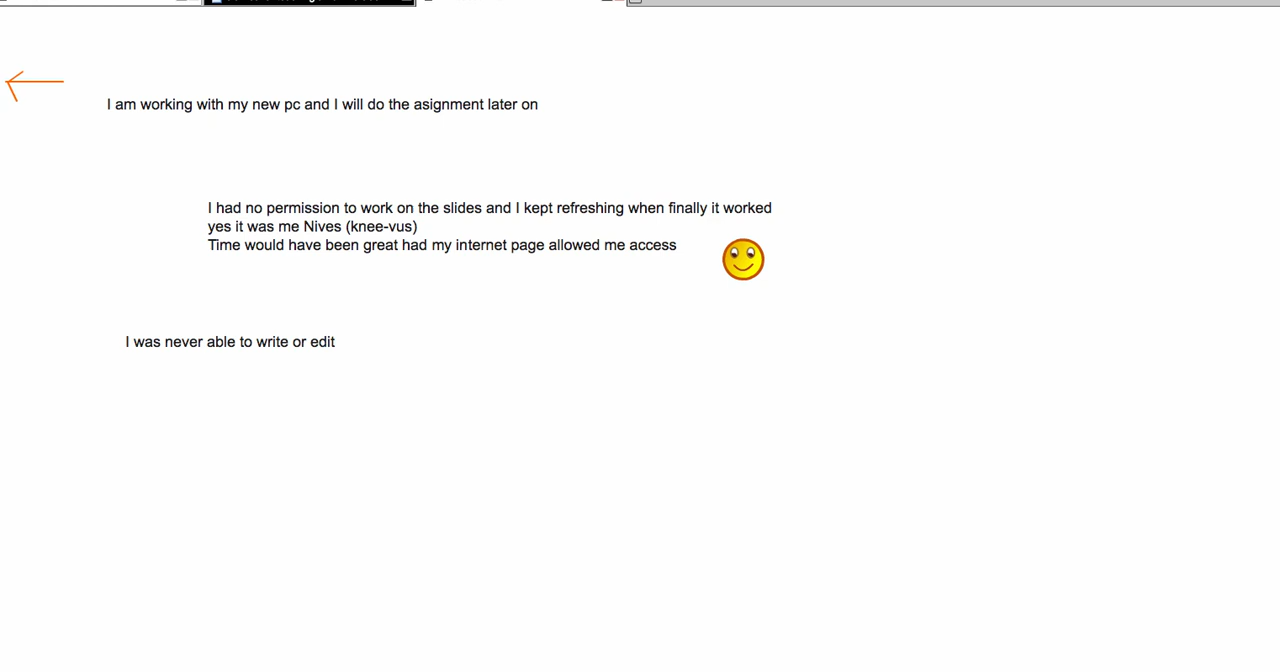 I am working with my new pc and I will do the asignment later on
I had no permission to work on the slides and I kept refreshing when finally it worked
yes it was me Nives (knee-vus)
Time would have been great had my internet page allowed me access
I was never able to write or edit